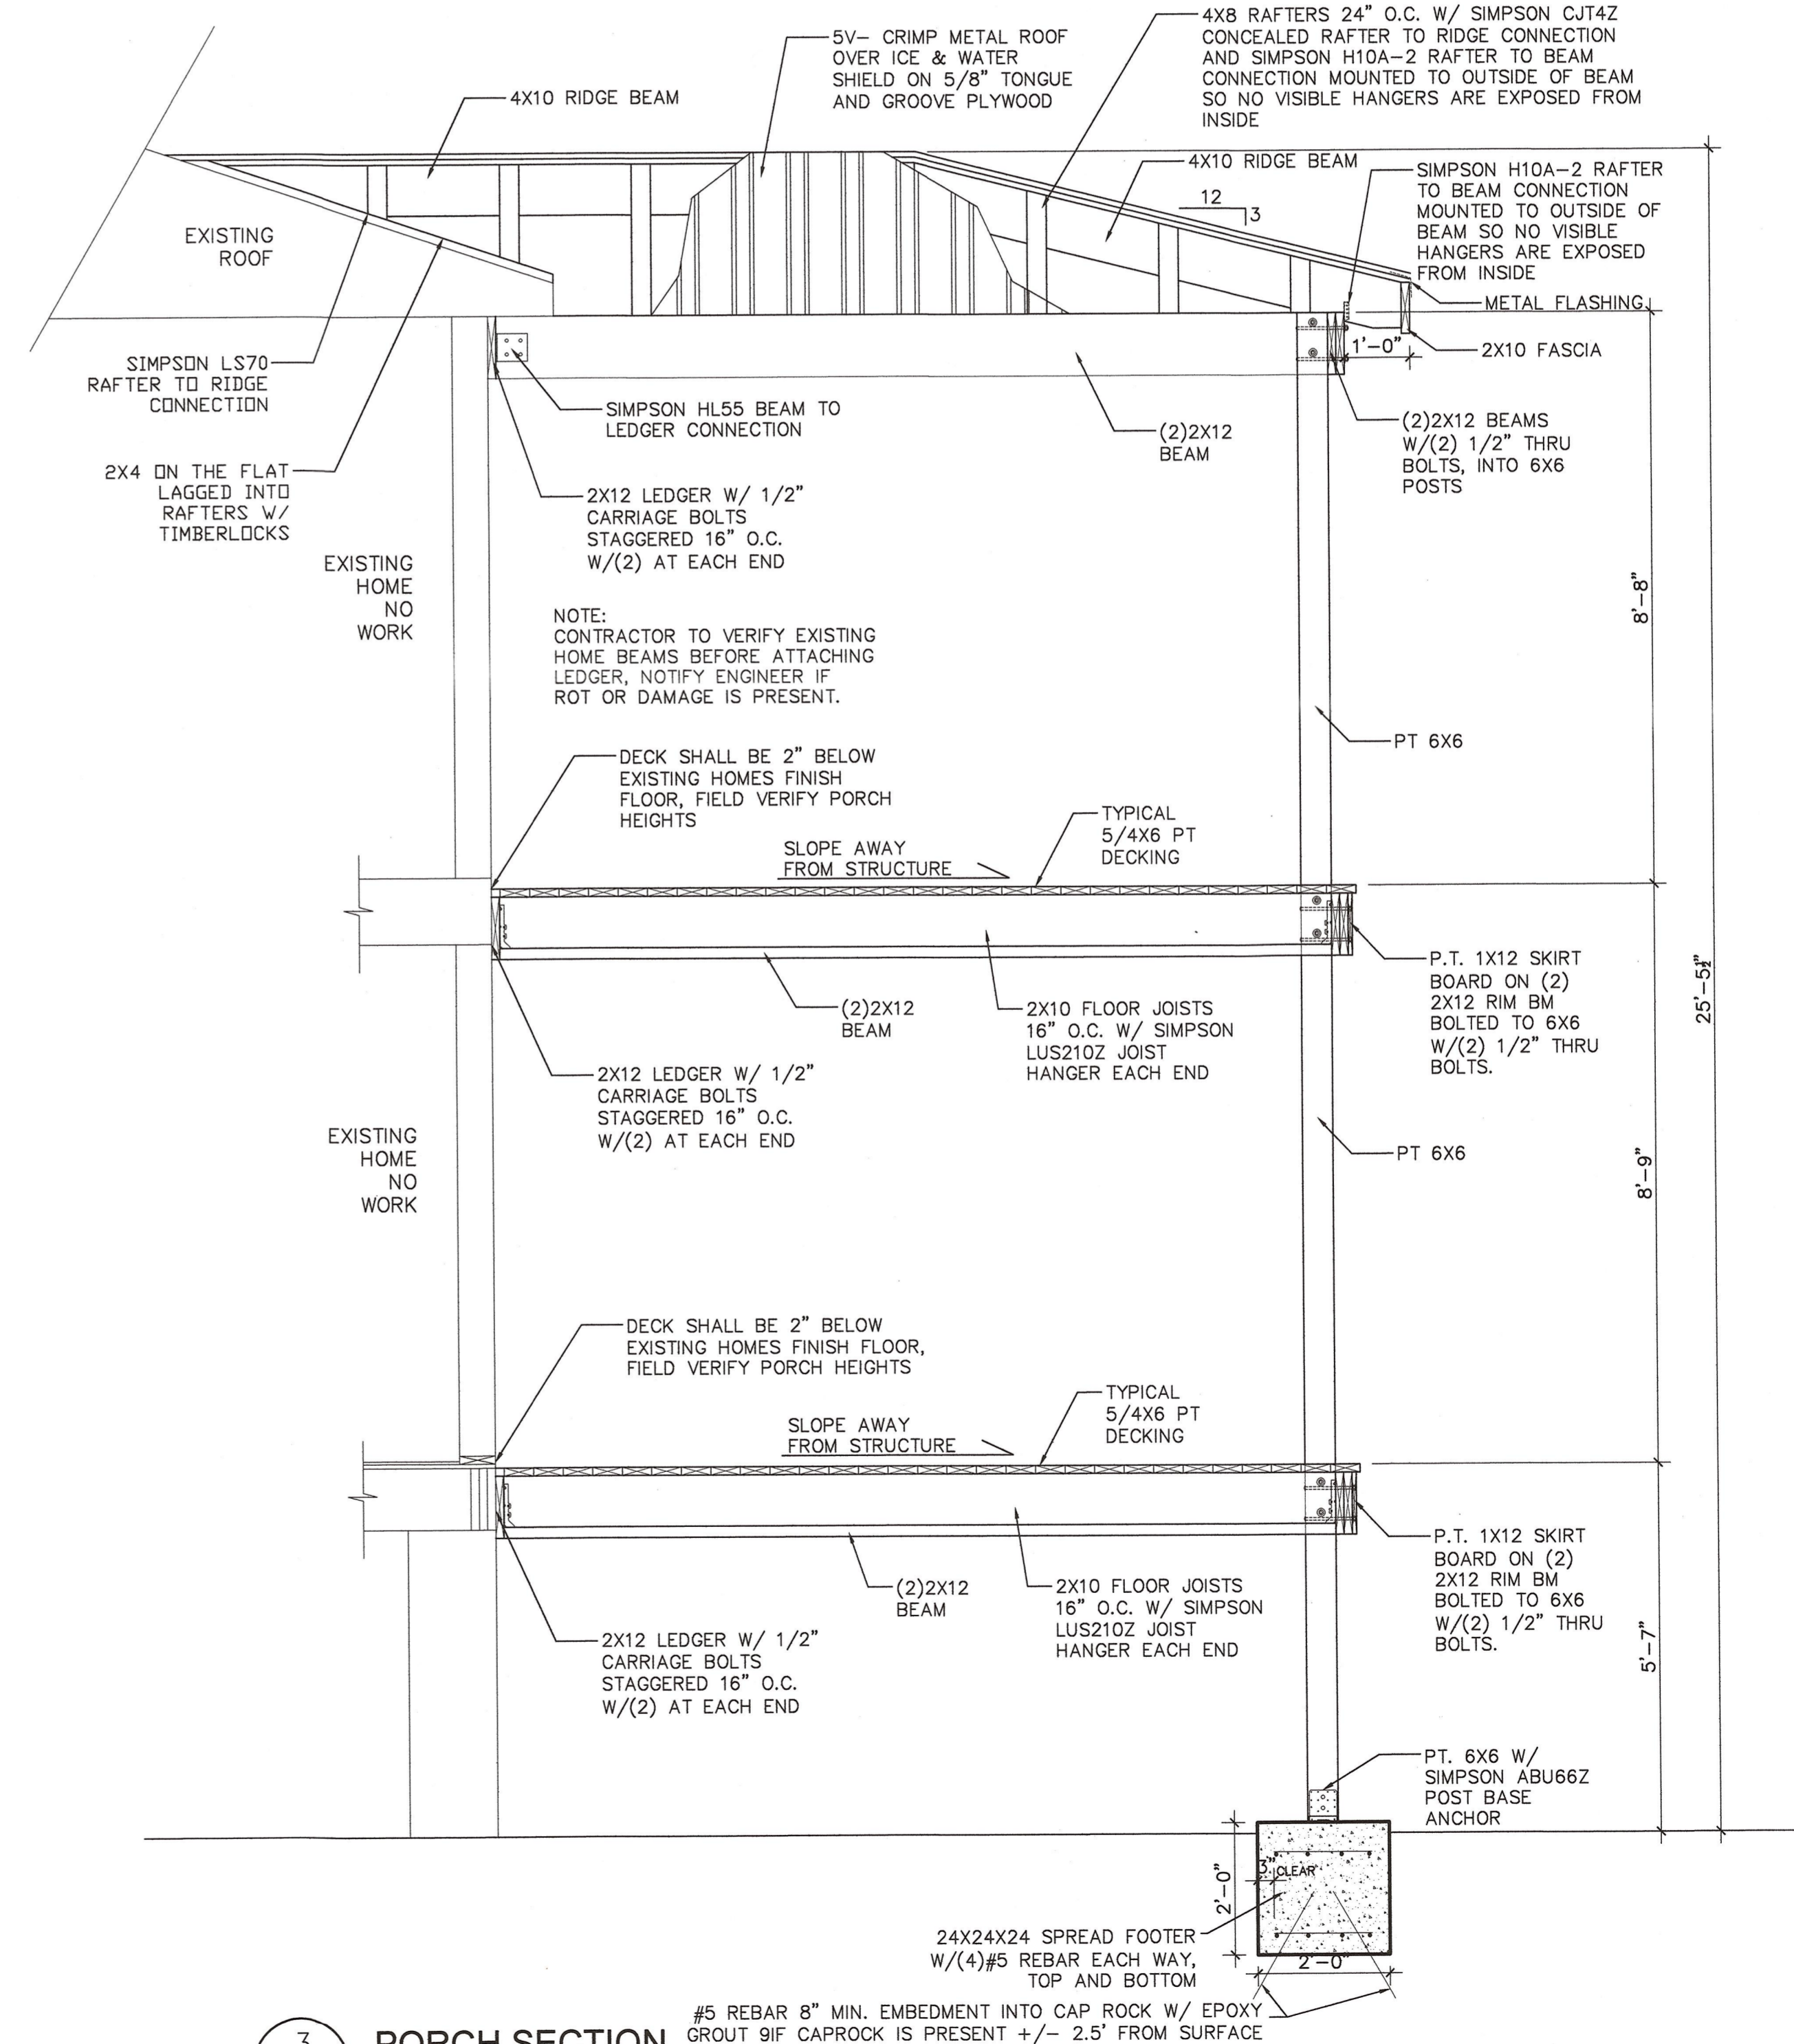 4X8 RAFTERS 24" O.C. W/ SIMPSON CJT4Z
CONCEALED RAFTER TO RIDGE CONNECTION
AND SIMPSON H10A-2 RAFTER TO BEAM
CONNECTION MOUNTED TO OUTSIDE OF BEAM
SO NO VISIBLE HANGERS ARE EXPOSED FROM
INSIDE
5V- CRIMP METAL ROOF
OVER ICE & WATER
SHIELD ON 5/8" TONGUE
AND GROOVE PLYWOOD
4X10 RIDGE BEAM
4X10 RIDGE BEAM
12
3
SIMPSON H10A-2 RAFTER
TO BEAM CONNECTION
MOUNTED TO OUTSIDE OF
BEAM SO NO VISIBLE
HANGERS ARE EXPOSED
FROM INSIDE
METAL FLASHING
EXISTING
ROOF
1'-0"
2X10 FASCIA
SIMPSON LS70
RAFTER TO RIDGE
CONNECTION
SIMPSON HL55 BEAM TO
LEDGER CONNECTION
(2)2X12
BEAM
(2)2X12 BEAMS
W/(2) 1/2" THRU
BOLTS, INTO 6X6
POSTS
2X4 ON THE FLAT
LAGGED INTO
RAFTERS W/
TIMBERLOCKS
2X12 LEDGER W/ 1/2"
CARRIAGE BOLTS
STAGGERED 16" O.C.
W/(2) AT EACH END
EXISTING
HOME
NO
WORK
8'-8"
NOTE:
CONTRACTOR TO VERIFY EXISTING
HOME BEAMS BEFORE ATTACHING
LEDGER, NOTIFY ENGINEER IF
ROT OR DAMAGE IS PRESENT.
PT 6X6
DECK SHALL BE 2" BELOW
EXISTING HOMES FINISH
FLOOR, FIELD VERIFY PORCH
HEIGHTS
TYPICAL
5/4X6 PT
DECKING
SLOPE AWAY
FROM STRUCTURE
P.T. 1X12 SKIRT
BOARD ON (2)
2X12 RIM BM
BOLTED TO 6X6
W/(2) 1/2" THRU
BOLTS.
25'-5½"
(2)2X12
BEAM
2X10 FLOOR JOISTS
16" O.C. W/ SIMPSON
LUS210Z JOIST
HANGER EACH END
2X12 LEDGER W/ 1/2"
CARRIAGE BOLTS
STAGGERED 16" O.C.
W/(2) AT EACH END
EXISTING
HOME
NO
WORK
PT 6X6
8'-9"
DECK SHALL BE 2" BELOW
EXISTING HOMES FINISH FLOOR,
FIELD VERIFY PORCH HEIGHTS
TYPICAL
5/4X6 PT
DECKING
SLOPE AWAY
FROM STRUCTURE
P.T. 1X12 SKIRT
BOARD ON (2)
2X12 RIM BM
BOLTED TO 6X6
W/(2) 1/2" THRU
BOLTS.
(2)2X12
BEAM
2X10 FLOOR JOISTS
16" O.C. W/ SIMPSON
LUS210Z JOIST
HANGER EACH END
2X12 LEDGER W/ 1/2"
CARRIAGE BOLTS
STAGGERED 16" O.C.
W/(2) AT EACH END
5'-7"
PT. 6X6 W/
SIMPSON ABU66Z
POST BASE
ANCHOR
3"
CLEAR
2'-0"
24X24X24 SPREAD FOOTER
W/(4)#5 REBAR EACH WAY,
TOP AND BOTTOM
2'-0"
#5 REBAR 8" MIN. EMBEDMENT INTO CAP ROCK W/ EPOXY
GROUT 9IF CAPROCK IS PRESENT +/- 2.5' FROM SURFACE
3
PORCH SECTION